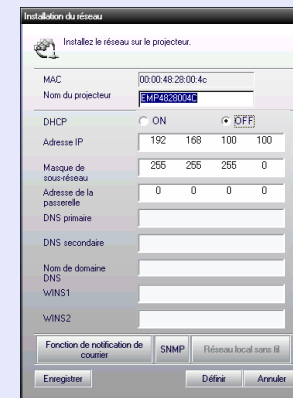 Installation du réseau
Installez le réseau sur le projecteur.
MAC 00:00:48:28:00:4c
Nom du projecteur EMP4828004C
DHCP ON OFF
Adresse IP 192 168 100 100
Masque de
sous-réseau 255 255 255 0
Adresse de la
passerelle 0 0 0 0
DNS primaire
DNS secondaire
Nom de domaine
DNS
WINS1
WINS2
Fonction de notification de
courrier SNMP Réseau local sans fil
Enregistrer Définir Annuler